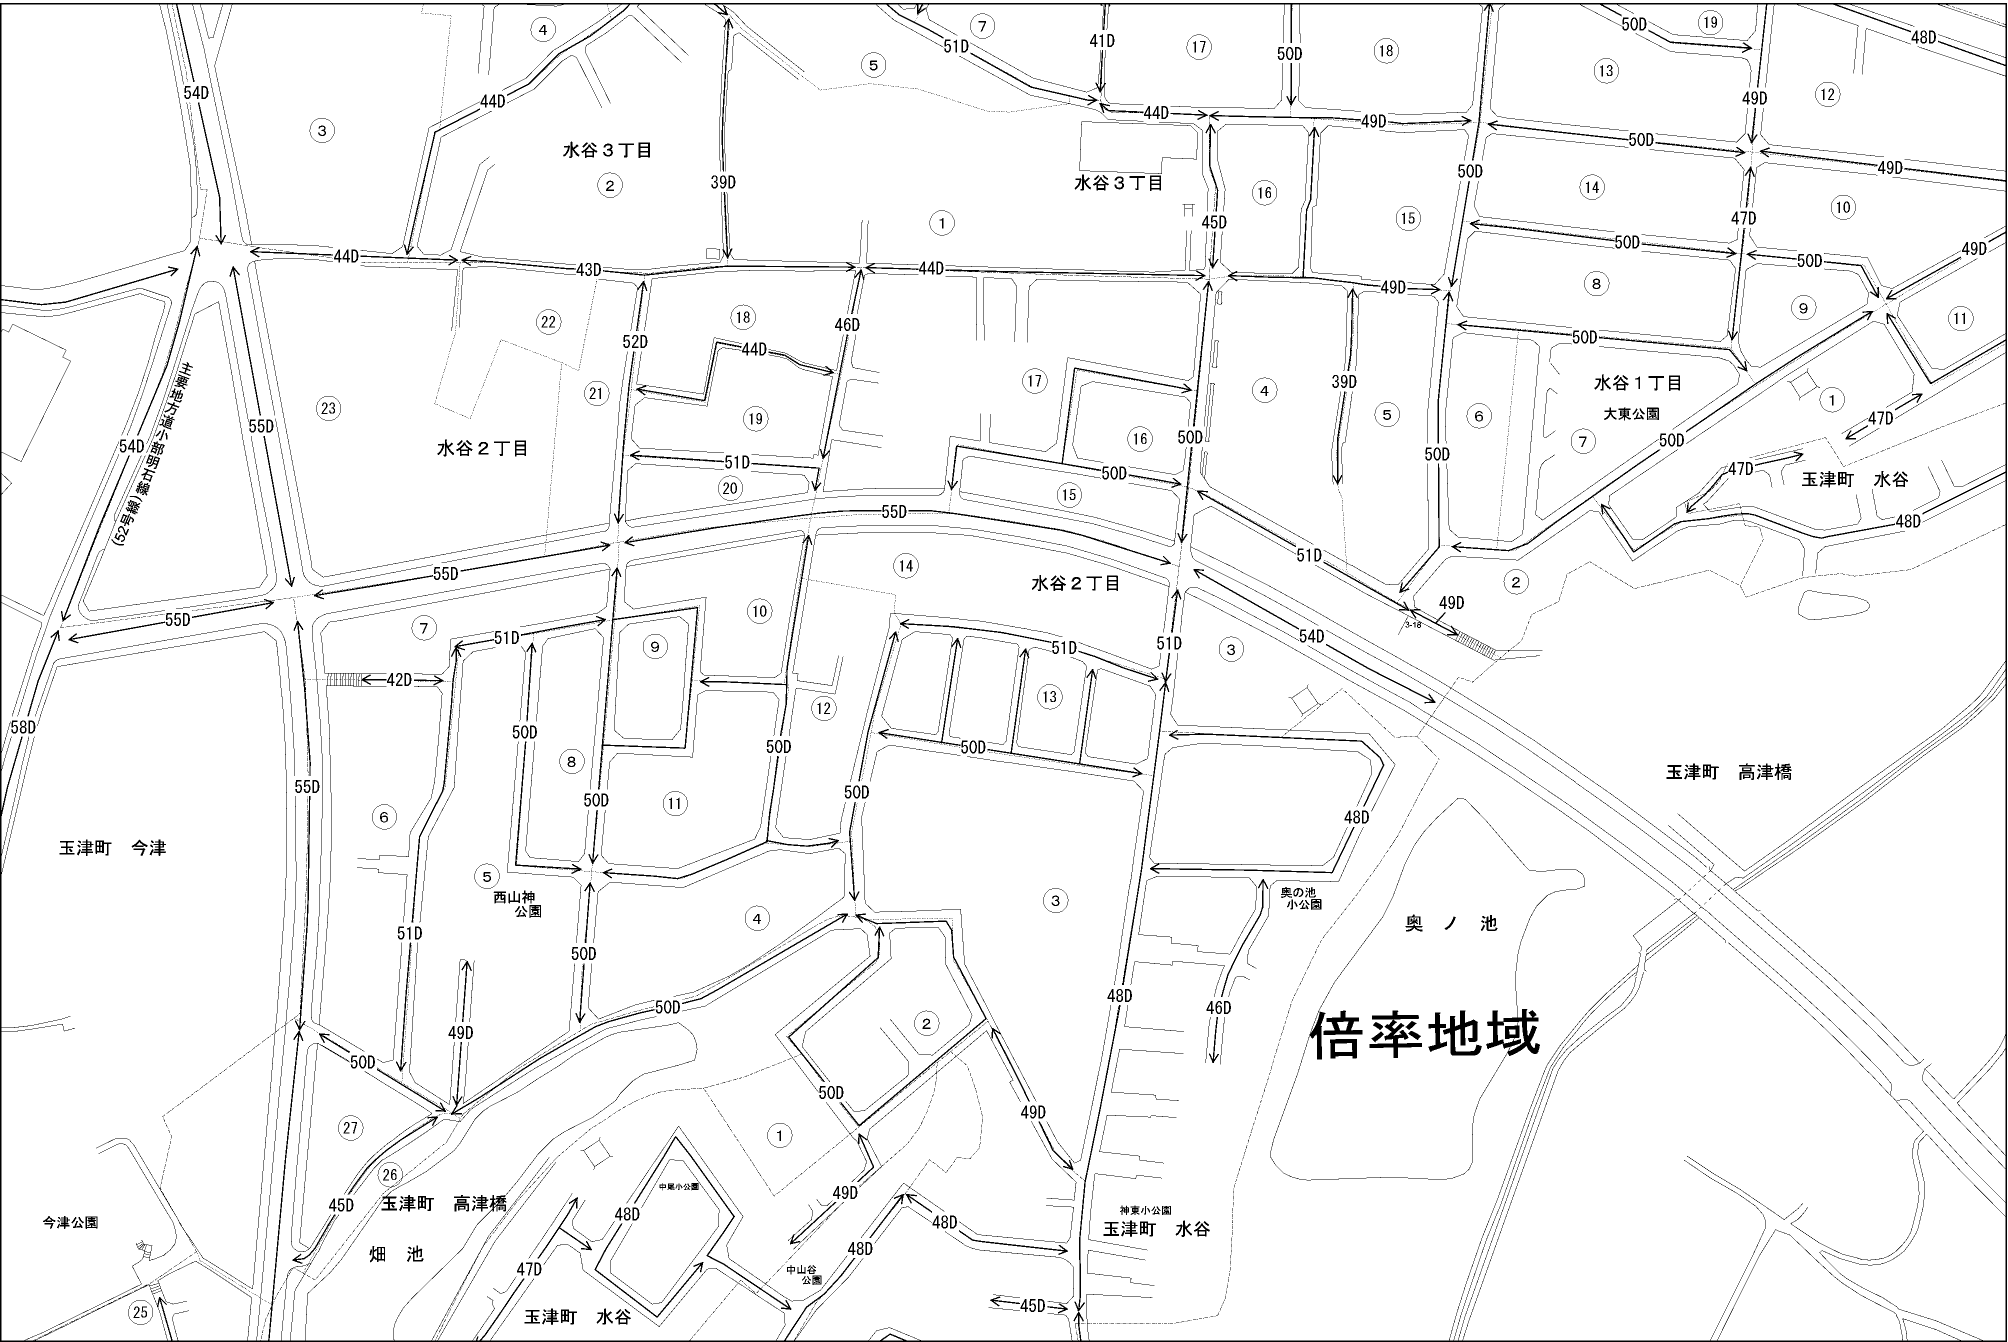 ④
⑦
⑰
⑱
⑲
50D
48D
51D
41D
50D
⑤
⑬
54D
44D
49D
⑫
③
44D
49D
水谷３丁目
②
39D
水谷３丁目
⑯
50D
50D
49D
⑭
⑮
⑩
①
45D
47D
44D
43D
44D
50D
50D
49D
49D
⑧
⑨
⑪
㉒
⑱
46D
52D
44D
50D
39D
水谷１丁目
大東公園
①
⑰
④
⑤
⑥
⑦
47D
㉓
㉑
⑲
⑯
55D
54D
主要地方道小部明石線
(52号線)
水谷２丁目
51D
⑳
50D
50D
50D
⑮
50D
47D
玉津町　水谷
48D
55D
51D
55D
⑭
水谷２丁目
②
49D
3-18
55D
⑦
51D
⑩
⑨
51D
51D
54D
③
42D
58D
50D
⑫
⑬
50D
50D
⑧
玉津町　高津橋
55D
50D
⑪
50D
⑥
48D
玉津町　今津
⑤
西山神
公園
④
③
奥の池
小公園
奥　ノ　池
51D
50D
48D
46D
50D
49D
②
倍率地域
50D
50D
49D
①
㉗
㉖
45D
玉津町　高津橋
中尾小公園
48D
49D
48D
神東小公園
玉津町　水谷
今津公園
畑　池
47D
48D
中山谷
公園
45D
㉕
玉津町　水谷